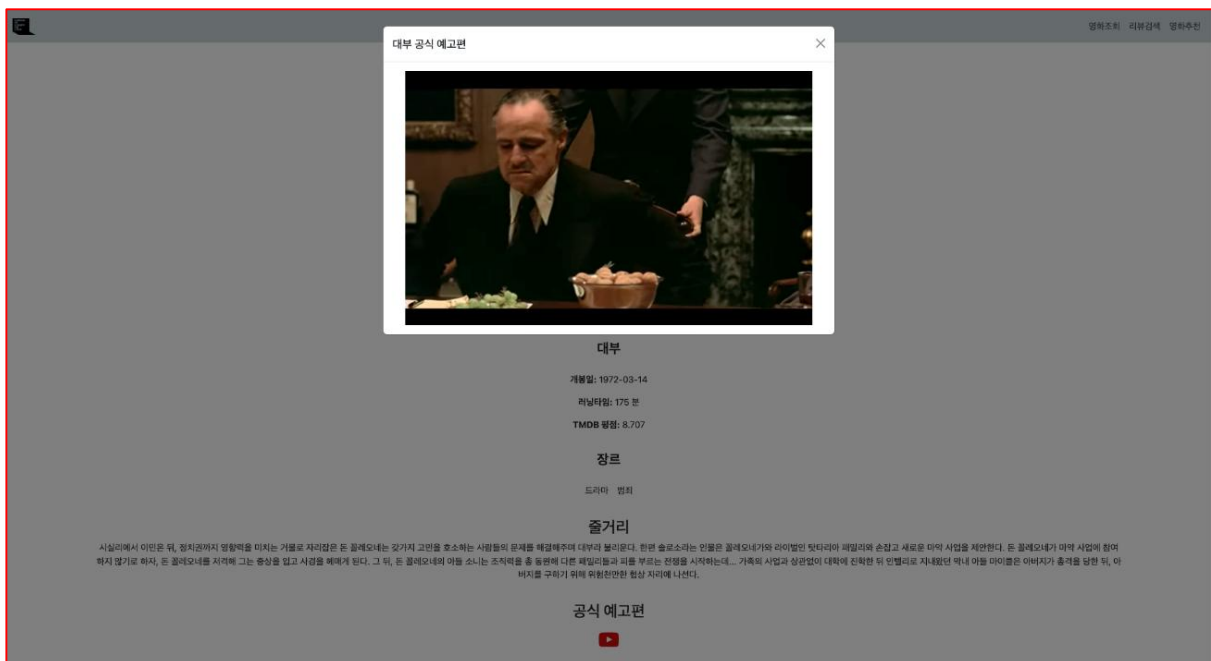 영화조회 리뷰검색 영화추천
대부 공식 예고편
대부
개봉일: 1972-03-14
러닝타임: 175 분
TMDB 평점: 8.707
장르
드라마 범죄
줄거리
시실리에서 이민온 뒤, 정치권까지 영향력을 미치는 거물로 자리잡은 돈 꼴레오네는 갖가지 고민을 호소하는 사람들의 문제를 해결해주며 대부라 불리운다. 한편 솔로소라는 인물은 꼴레오네가와 라이벌인 탓타리아 패밀리와 손잡고 새로운 마약 사업을 제안한다. 돈 꼴레오네가 마약 사업에 참여
하지 않기로 하자, 돈 꼴레오네를 저격해 그는 중상을 입고 사경을 헤매게 된다. 그 뒤, 돈 꼴레오네의 아들 소니는 조직력을 총 동원해 다른 패밀리들과 피를 부르는 전쟁을 시작하는데... 가족의 사업과 상관없이 대학에 진학한 뒤 인텔리로 지내왔던 막내 아들 마이클은 아버지가 총격을 당한 뒤, 아
버지를 구하기 위해 위험천만한 협상 자리에 나선다.
공식 예고편